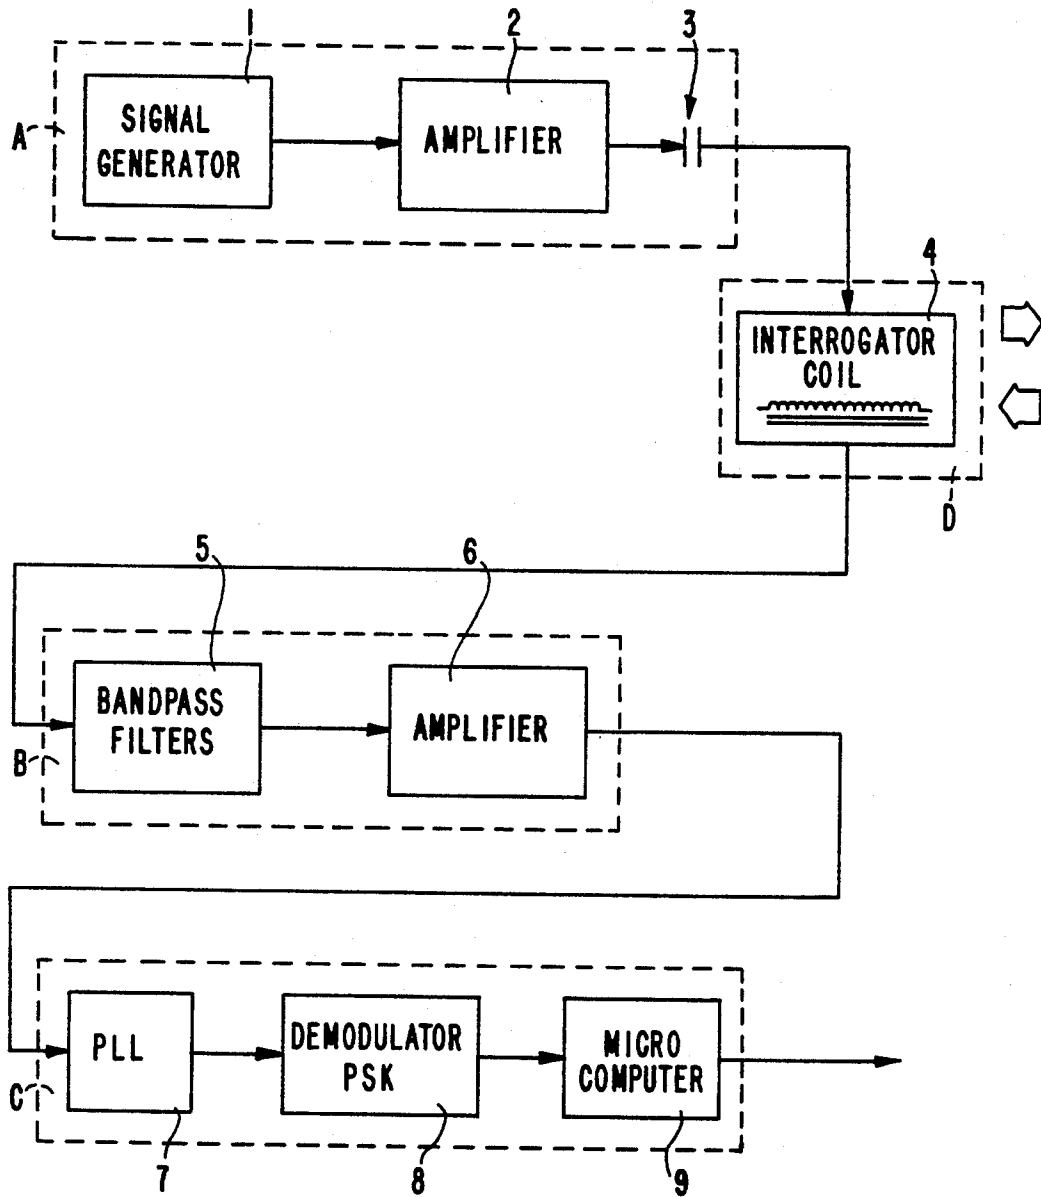 1
2
3
A
SIGNAL
GENERATOR
AMPLIFIER
4
INTERROGATOR
COIL
D
5
6
BANDPASS
FILTERS
AMPLIFIER
B
PLL
DEMODULATOR
PSK
MICRO
COMPUTER
C
7
8
9